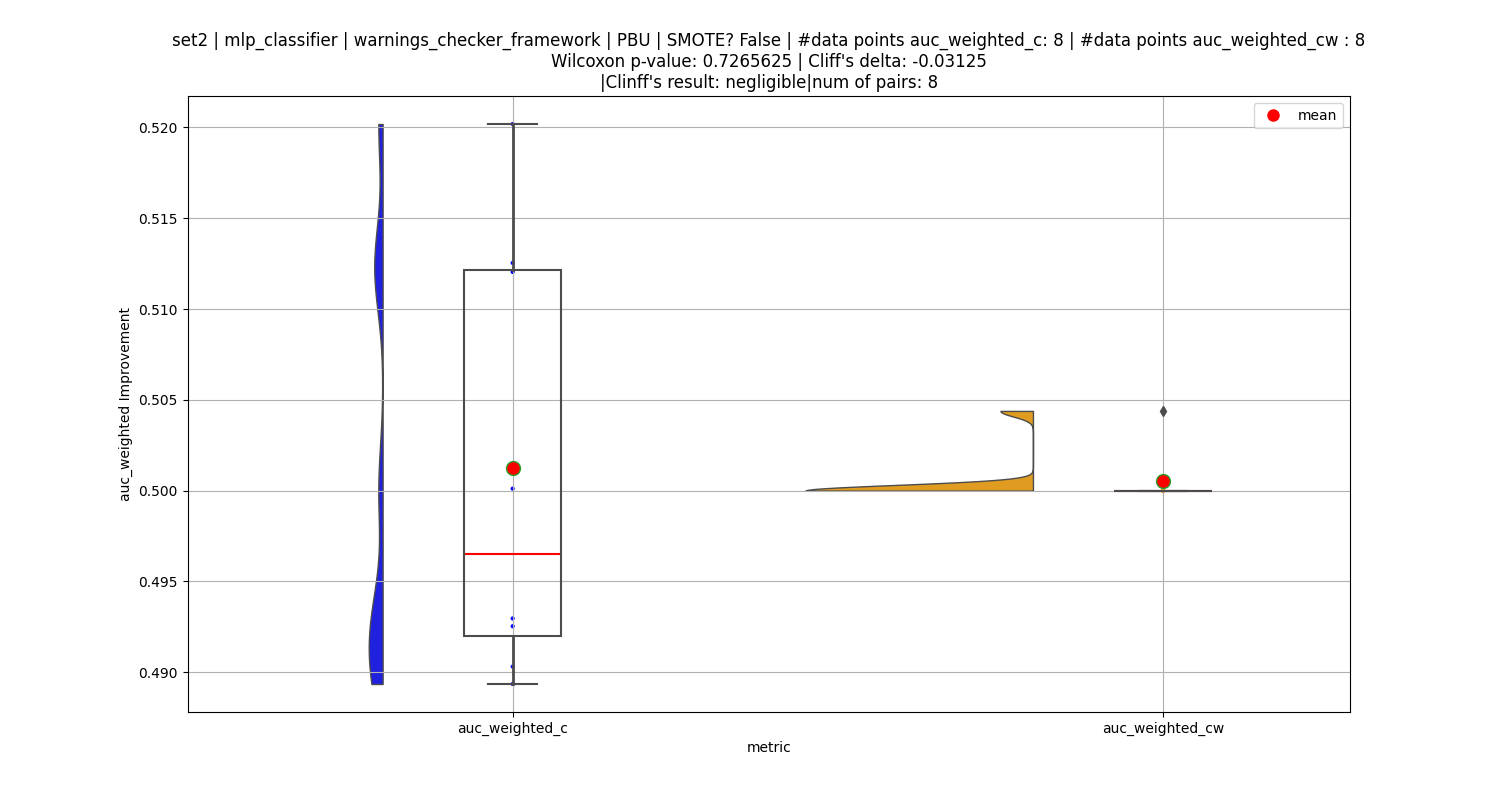 set2 | mlp_classifier | warnings_checker_framework | PBU | SMOTE? False | #data points auc_weighted_c: 8 | #data points auc_weighted_cw : 8
Wilcoxon p-value: 0.7265625 | Cliff's delta: -0.03125
|Clinff's result: negligible|num of pairs: 8
mean
0.520
0.515
0.510
0.505
0.500
0.495
0.490
auc_weighted Improvement
auc_weighted_c
auc_weighted_cw
metric